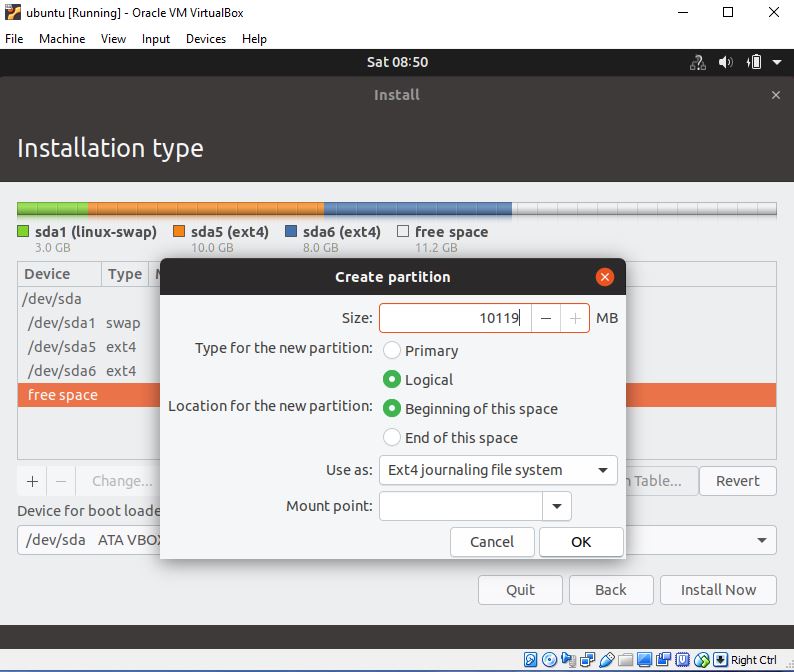 ubuntu [Running] - Oracle VM VirtualBox
File Machine View Input Devices Help
Sat 08:50
Install
Installation type
sda1 (linux-swap) sda5 (ext4) sda6 (ext4) free space
3.0 GB 10.0 GB 8.0 GB 11.2 GB
Device Type
/dev/sda
/dev/sda1 swap
/dev/sda5 ext4
/dev/sda6 ext4
free space
Create partition
Size: 10119 MB
Type for the new partition: Primary
Logical
Location for the new partition: Beginning of this space
End of this space
Use as: Ext4 journaling file system
Mount point:
Cancel OK
+ − Change... Table... Revert
Device for boot loade
/dev/sda ATA VBOX
Quit Back Install Now
Right Ctrl